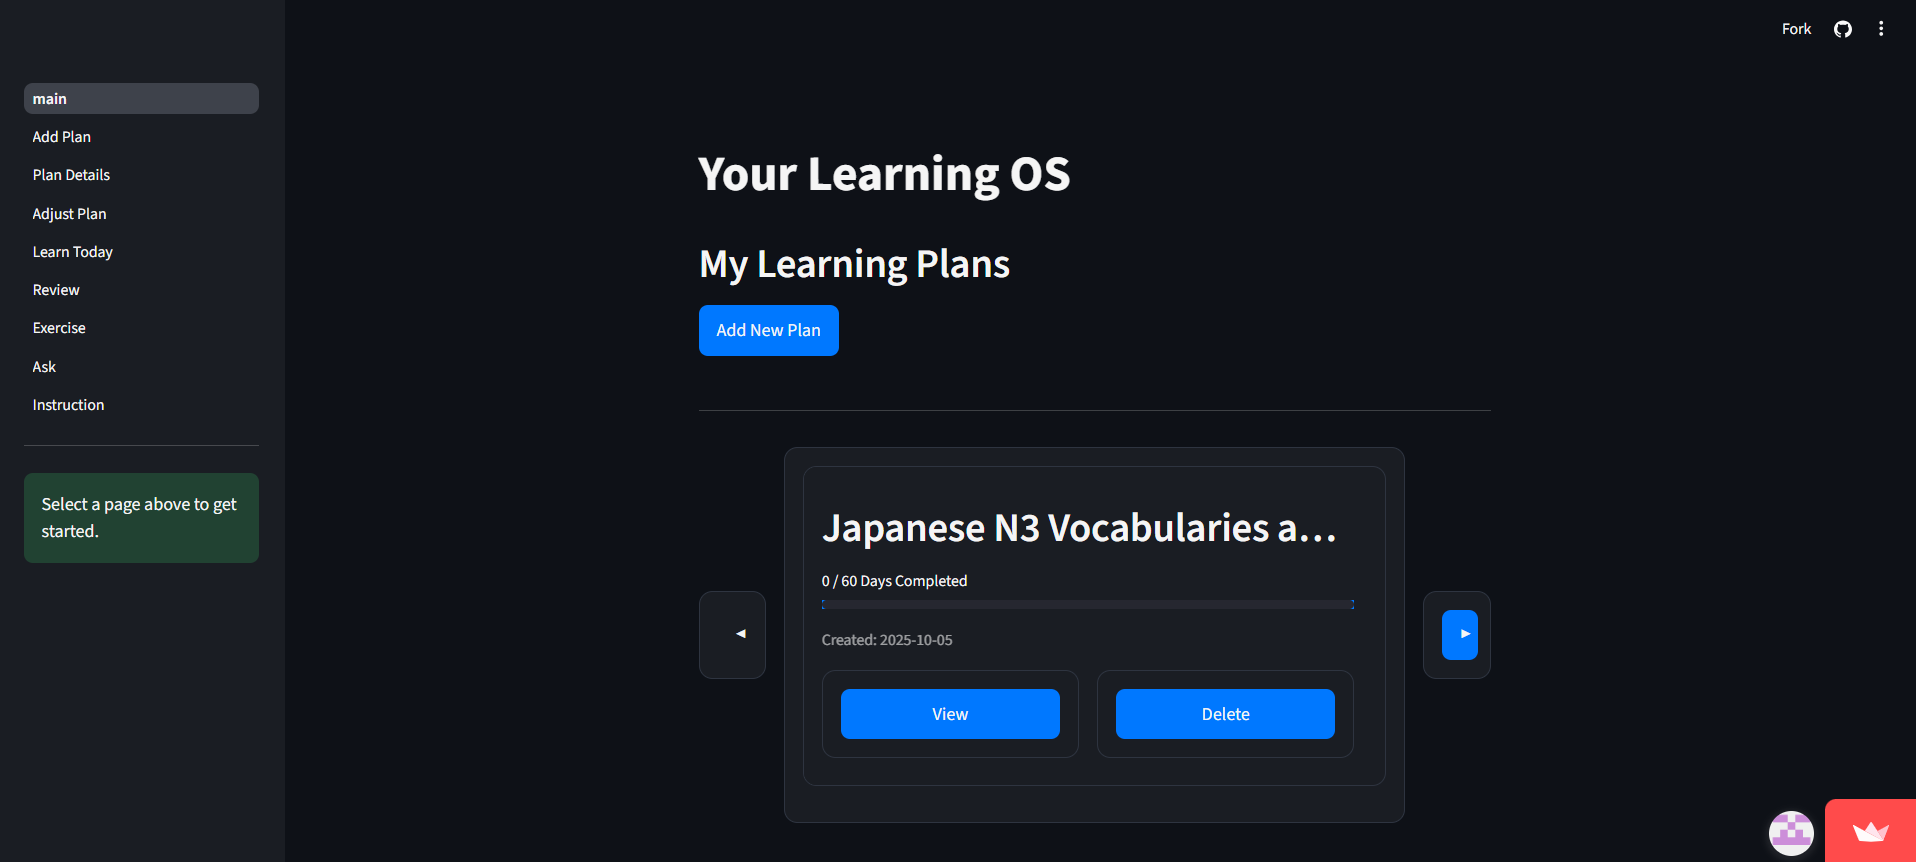 Fork
main
Add Plan
Plan Details
Adjust Plan
Learn Today
Review
Exercise
Ask
Instruction
Select a page above to get
started.
Your Learning OS
My Learning Plans
Add New Plan
Japanese N3 Vocabularies a...
0 / 60 Days Completed
Created: 2025-10-05
View
Delete